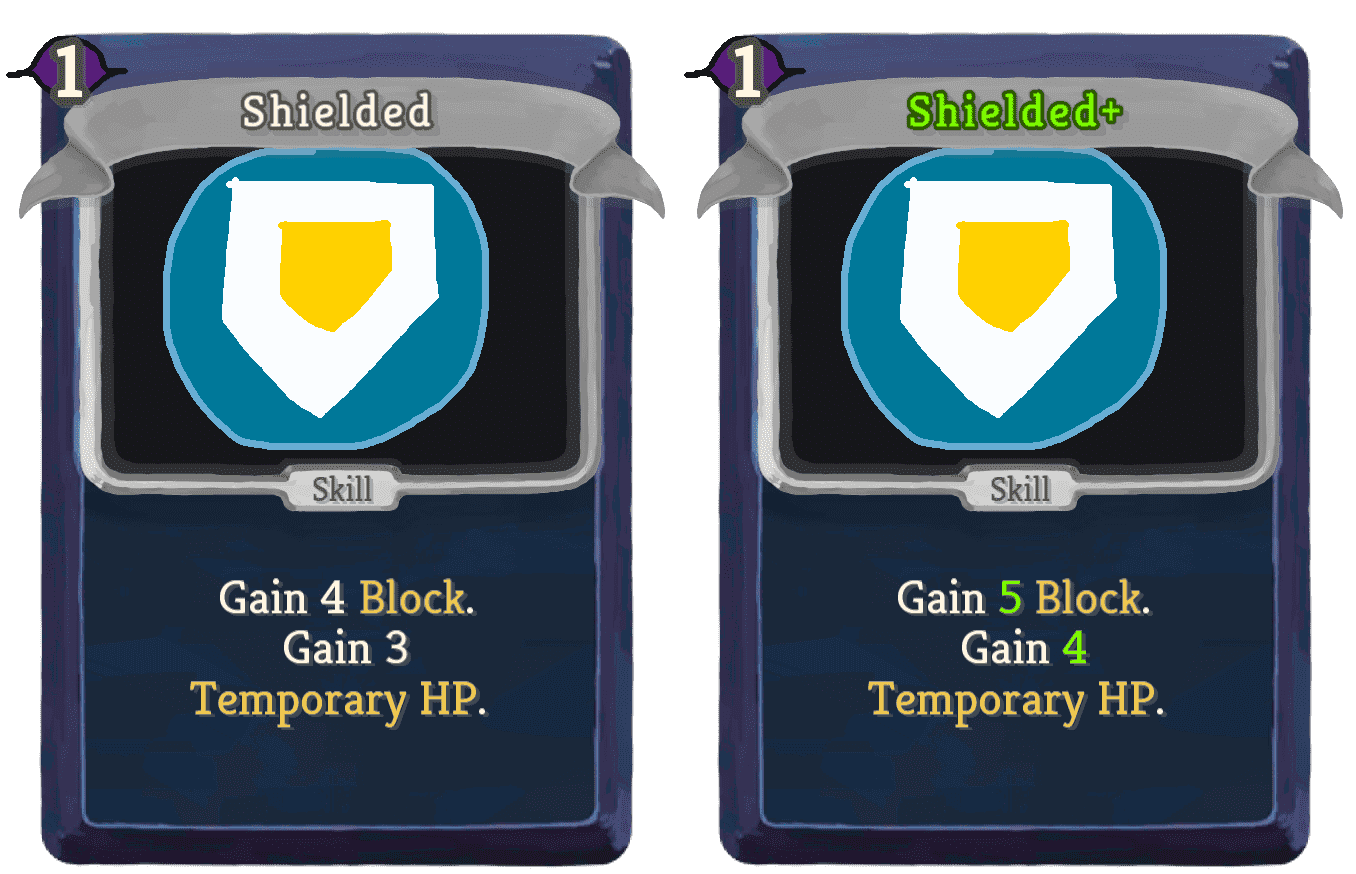 1
Shielded
Skill
Gain 4 Block.
Gain 3
Temporary HP.
1
Shielded+
Skill
Gain 5 Block.
Gain 4
Temporary HP.